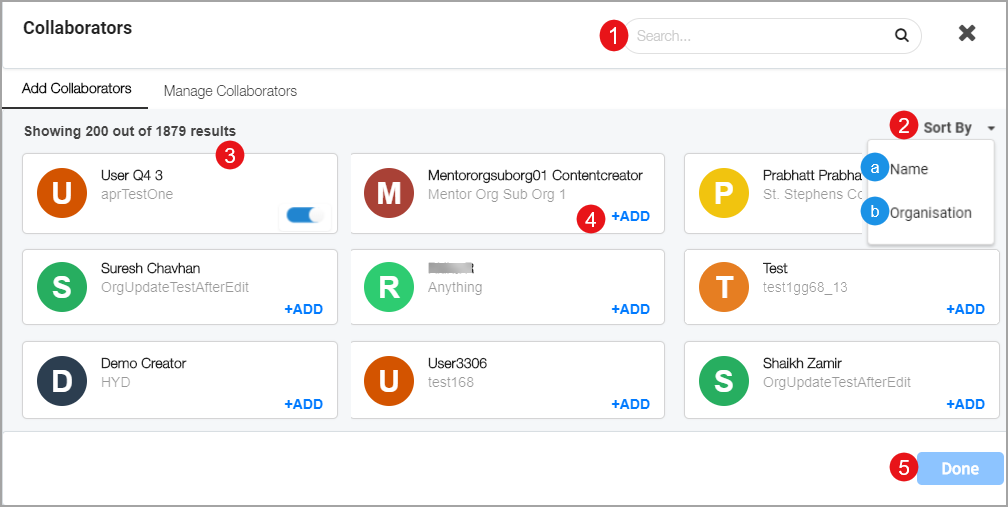 Collaborators
1 Search...
Add Collaborators Manage Collaborators
Showing 200 out of 1879 results
2 Sort By
3
a Name
b Organisation
U User Q4 3
aprTestOne
M Mentororgsuborg01 Contentcreator
Mentor Org Sub Org 1
4 +ADD
P Prabhatt Prabha
St. Stephens Co
S Suresh Chavhan
OrgUpdateTestAfterEdit
+ADD
R
Anything
+ADD
T Test
test1gg68_13
+ADD
D Demo Creator
HYD
+ADD
U User3306
test168
+ADD
S Shaikh Zamir
OrgUpdateTestAfterEdit
+ADD
5 Done